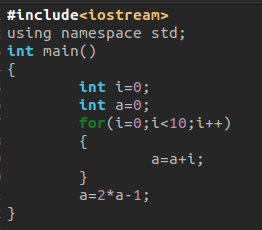 #include<iostream>
using namespace std;
int main()
{
        int i=0;
        int a=0;
        for(i=0;i<10;i++)
        {
                a=a+i;
        }
        a=2*a-1;
}